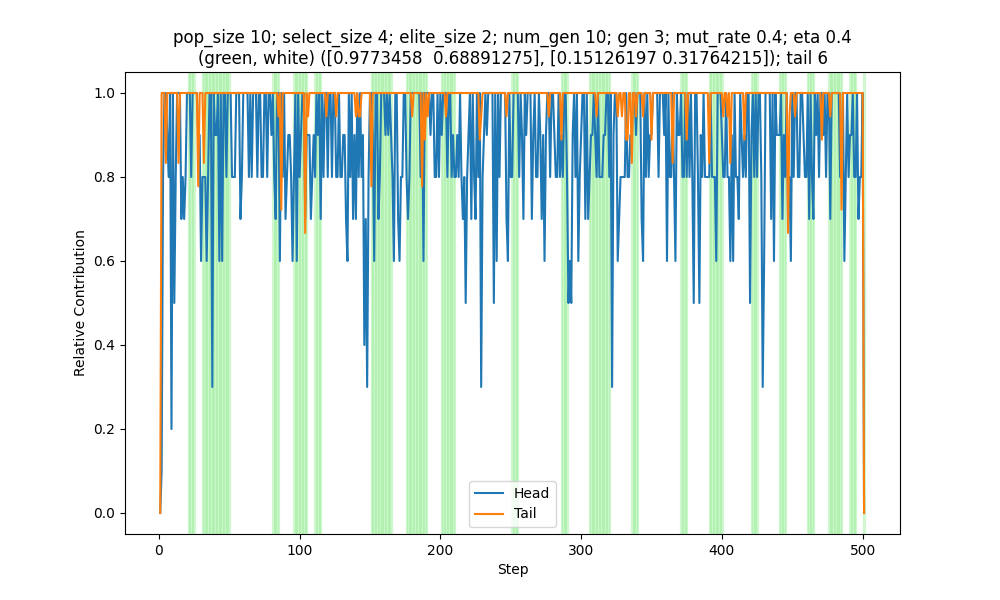 pop_size 10; select_size 4; elite_size 2; num_gen 10; gen 3; mut_rate 0.4; eta 0.4
(green, white) ([0.9773458  0.68891275], [0.15126197 0.31764215]); tail 6
1.0
0.8
0.6
0.4
0.2
0.0
Relative Contribution
Head
Tail
0
100
200
300
400
500
Step